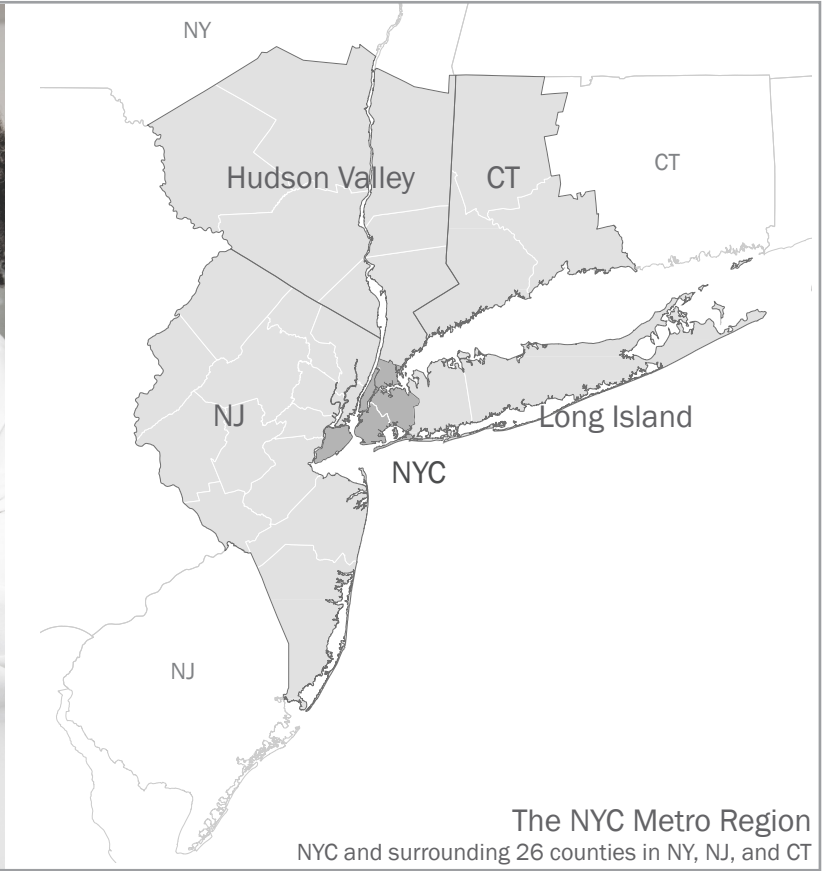 NY
Hudson Valley
CT
CT
NJ
Long Island
NYC
NJ
The NYC Metro Region
NYC and surrounding 26 counties in NY, NJ, and CT